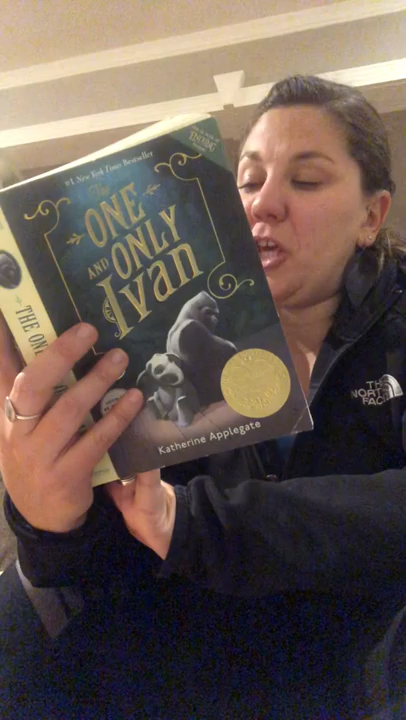 #1 New York Times Bestseller
The
ONE
AND ONLY
Ivan
Katherine Applegate
THE ONE
THE
NORTH
FACE